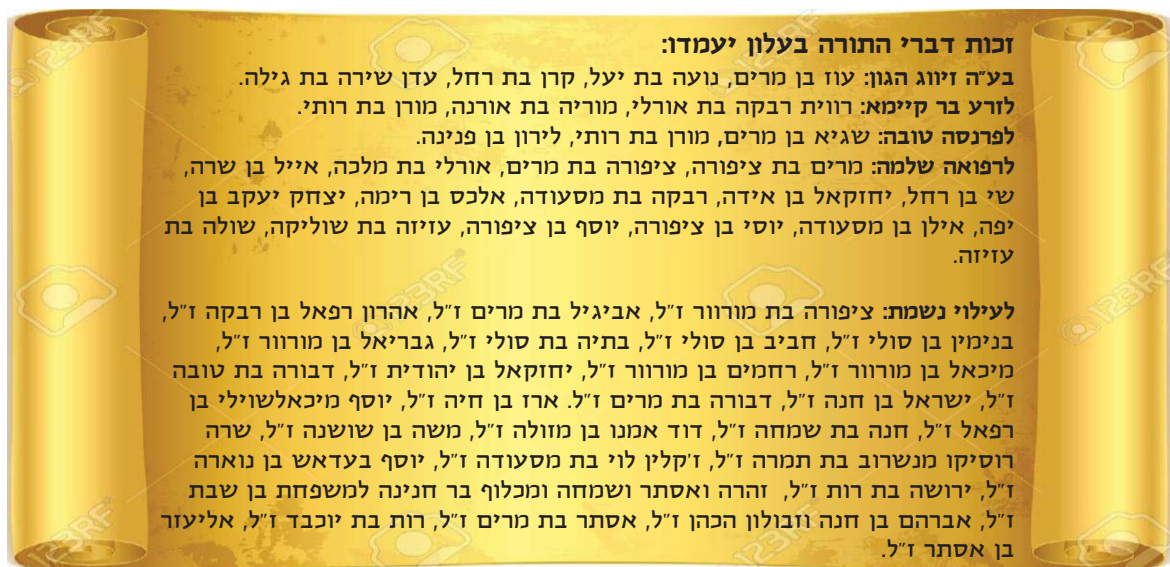 זכות דברי התורה בעלון יעמדו:
בע״ה זיווג הגון: עוז בן מרים, נועה בת יעל, קרן בת רחל, עדן שירה בת גילה.
לזרע בר קיימא: רווית רבקה בת אורלי, מוריה בת אורנה, מורן בת רותי.
לפרנסה טובה: שגיא בן מרים, מורן בת רותי, לירון בן פנינה.
לרפואה שלמה: מרים בת ציפורה, ציפורה בת מרים, אורלי בת מלכה, אייל בן שרה,
שי בן רחל, יחזקאל בן אידה, רבקה בת מסעודה, אלכס בן רימה, יצחק יעקב בן
יפה, אילן בן מסעודה, יוסי בן ציפורה, יוסף בן ציפורה, עזיזה בת שוליקה, שולה בת
עזיזה.
לעילוי נשמת: ציפורה בת מורוור ז״ל, אביגיל בת מרים ז״ל, אהרון רפאל בן רבקה ז״ל,
בנימין בן סולי ז״ל, חביב בן סולי ז״ל, בתיה בת סולי ז״ל, גבריאל בן מורוור ז״ל,
מיכאל בן מורוור ז״ל, רחמים בן מורוור ז״ל, יחזקאל בן יהודית ז״ל, דבורה בת טובה
ז״ל, ישראל בן חנה ז״ל, דבורה בת מרים ז״ל. ארז בן חיה ז״ל, יוסף מיכאלשוילי בן
רפאל ז״ל, חנה בת שמחה ז״ל, דוד אמנו בן מזולה ז״ל, משה בן שושנה ז״ל, שרה
רוסיקו מנשרוב בת תמרה ז״ל, ז'קלין לוי בת מסעודה ז״ל, יוסף בעדאש בן נוארה
ז״ל, ירושה בת רות ז״ל, זהרה ואסתר ושמחה ומכלוף בר חנינה למשפחת בן שבת
ז״ל, אברהם בן חנה וזבולון הכהן ז״ל, אסתר בת מרים ז״ל, רות בת יוכבד ז״ל, אליעזר
בן אסתר ז״ל.
123RF
123RF
123RF
123RF
123RF
123RF